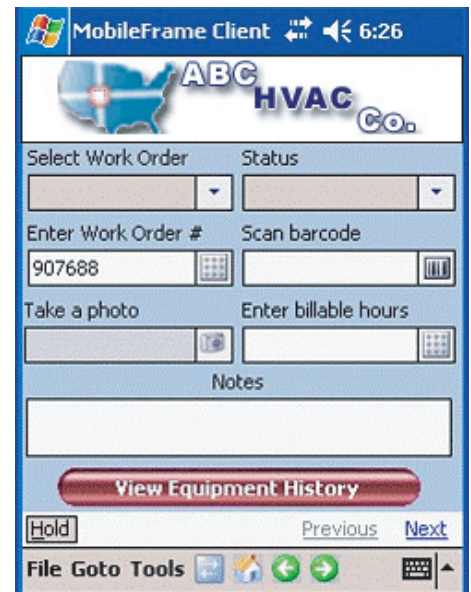 MobileFrame Client 6:26
ABC
HVAC
Co.
Select Work Order Status
Enter Work Order # Scan barcode
907688
Take a photo Enter billable hours
Notes
View Equipment History
Hold Previous Next
File Goto Tools